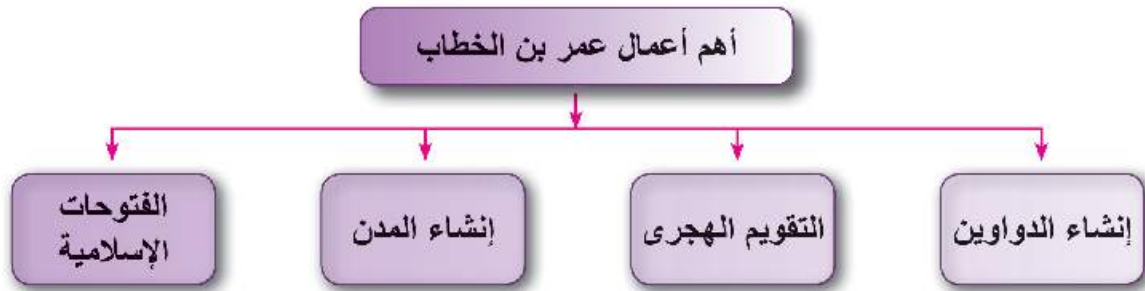 أهم أعمال عمر بن الخطاب
إنشاء الدواوين
التقويم الهجرى
إنشاء المدن
الفتوحات
الإسلامية